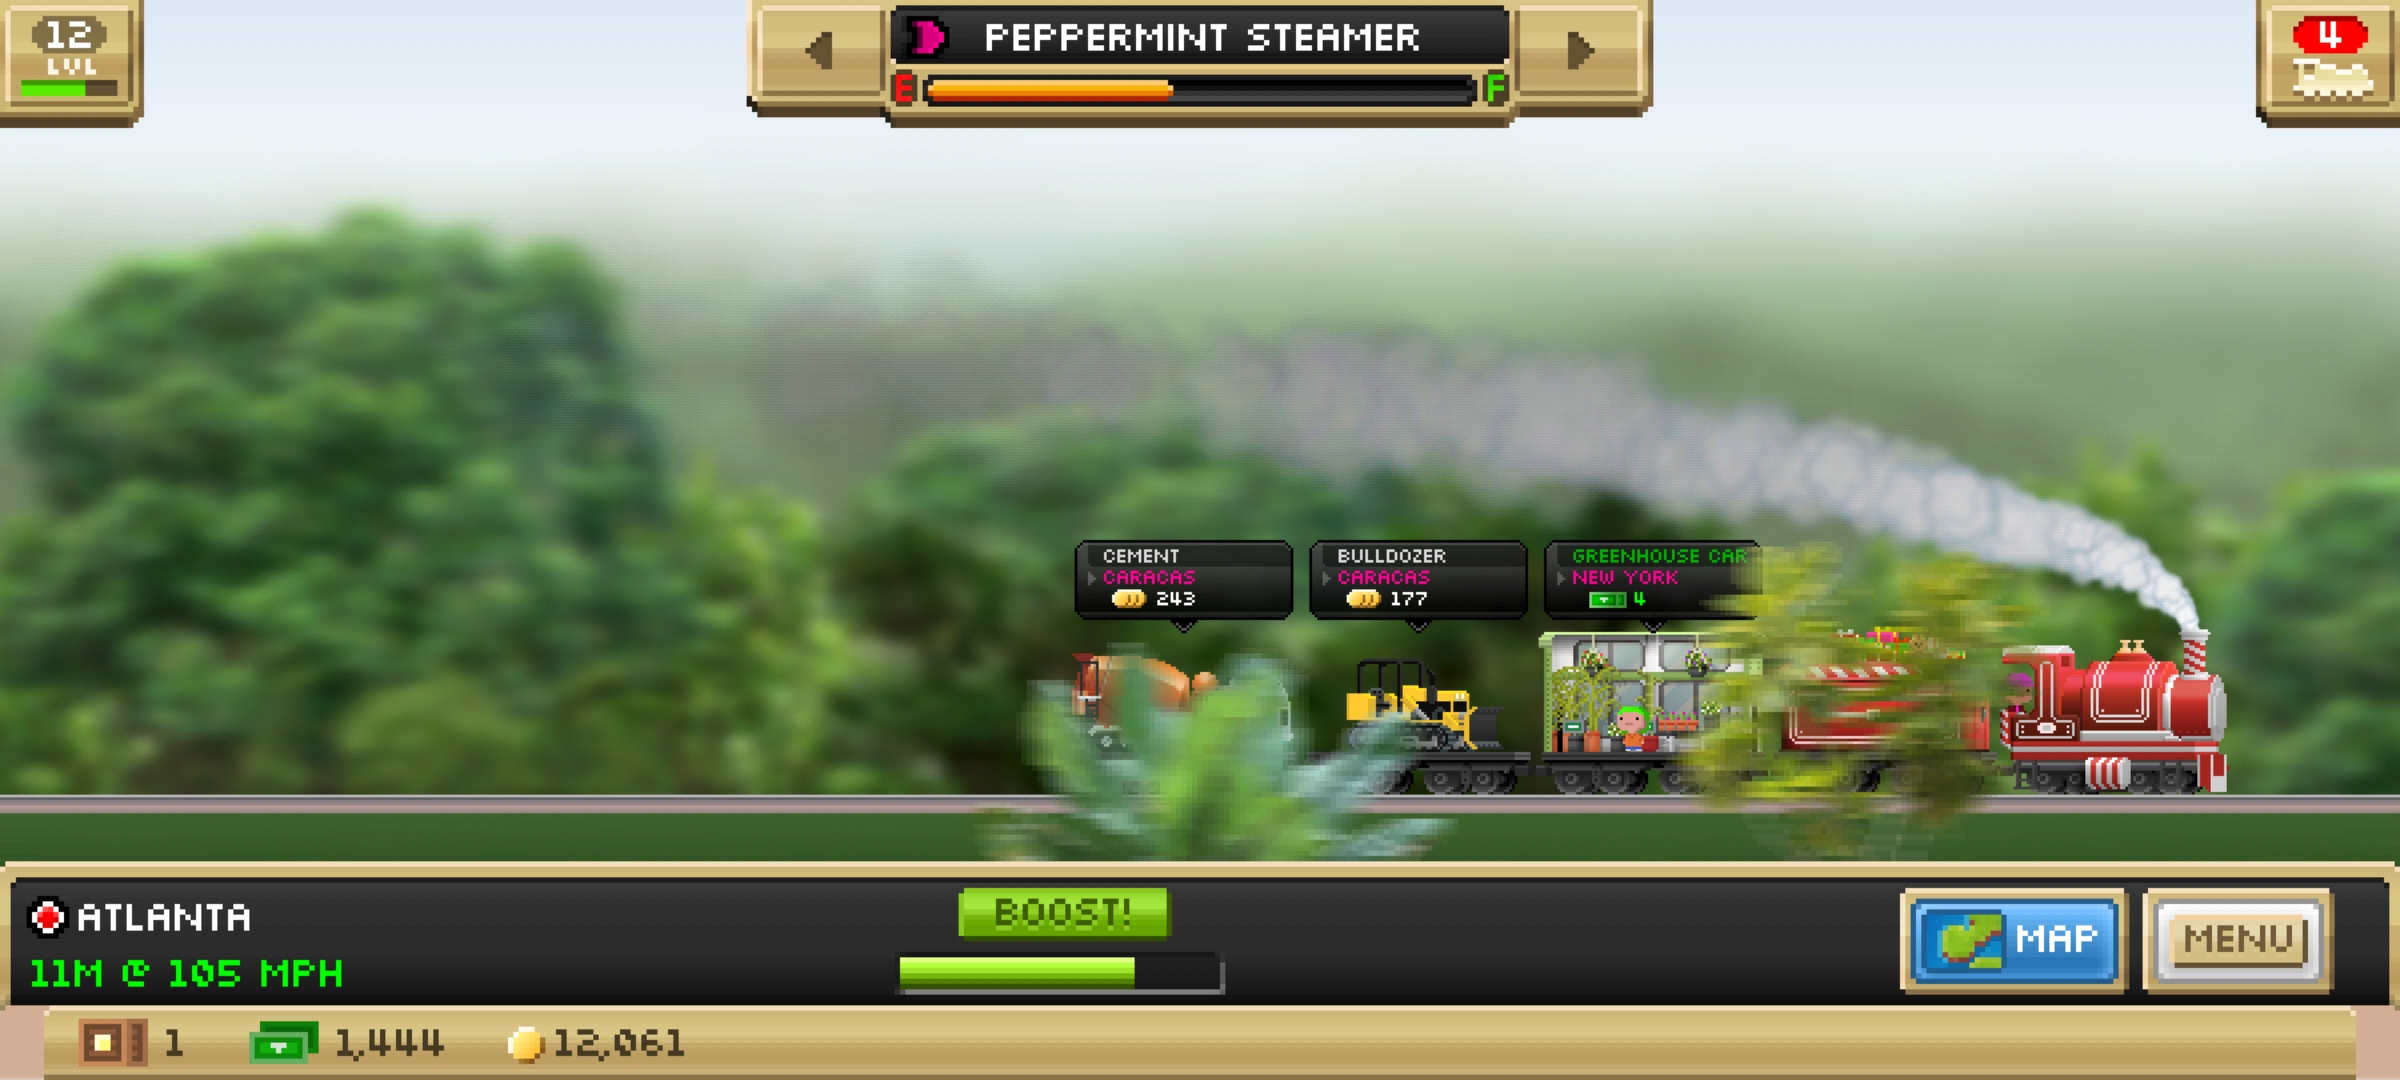 12
LVL
PEPPERMINT STEAMER
E F
4
CEMENT
CARACAS
243
BULLDOZER
CARACAS
177
GREENHOUSE CAR
NEW YORK
4
ATLANTA
11M @ 105 MPH
BOOST!
MAP
MENU
1
1,444
12,061